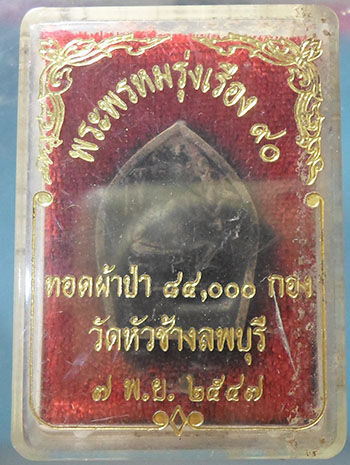 พระพรหมรุ่งเรือง ๙๐
ทอดผ้าป่า ๘๔,๐๐๐ กอง
วัดหัวช้างลพบุรี
๗ พ.ย. ๒๕๔๗